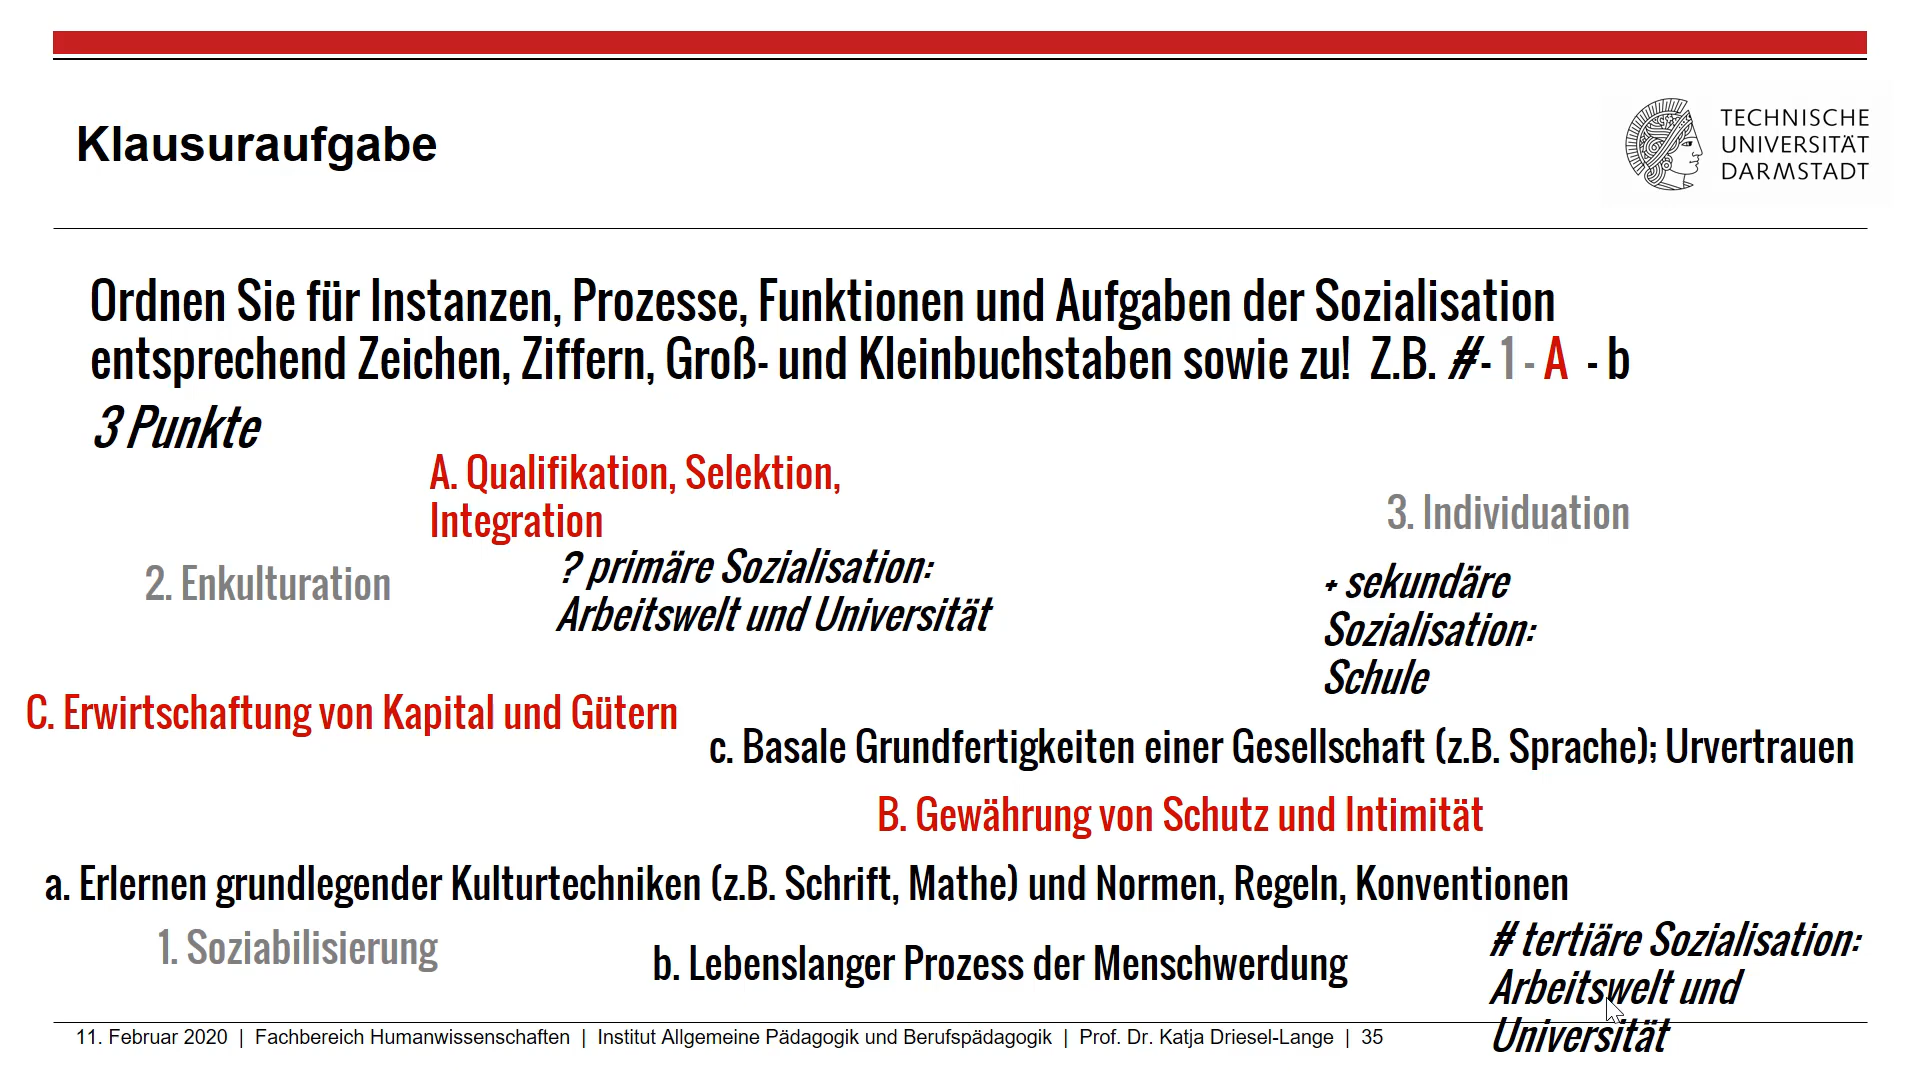 Klausuraufgabe
TECHNISCHE
UNIVERSITÄT
DARMSTADT
Ordnen Sie für Instanzen, Prozesse, Funktionen und Aufgaben der Sozialisation
entsprechend Zeichen, Ziffern, Groß- und Kleinbuchstaben sowie zu! Z.B. #- 1 - A - b
3 Punkte
A. Qualifikation, Selektion,
Integration
3. Individuation
2. Enkulturation
? primäre Sozialisation:
Arbeitswelt und Universität
+ sekundäre
Sozialisation:
Schule
C. Erwirtschaftung von Kapital und Gütern
c. Basale Grundfertigkeiten einer Gesellschaft (z.B. Sprache); Urvertrauen
B. Gewährung von Schutz und Intimität
a. Erlernen grundlegender Kulturtechniken (z.B. Schrift, Mathe) und Normen, Regeln, Konventionen
1. Soziabilisierung
b. Lebenslanger Prozess der Menschwerdung
# tertiäre Sozialisation:
Arbeitswelt und
Universität
11. Februar 2020 | Fachbereich Humanwissenschaften | Institut Allgemeine Pädagogik und Berufspädagogik | Prof. Dr. Katja Driesel-Lange | 35